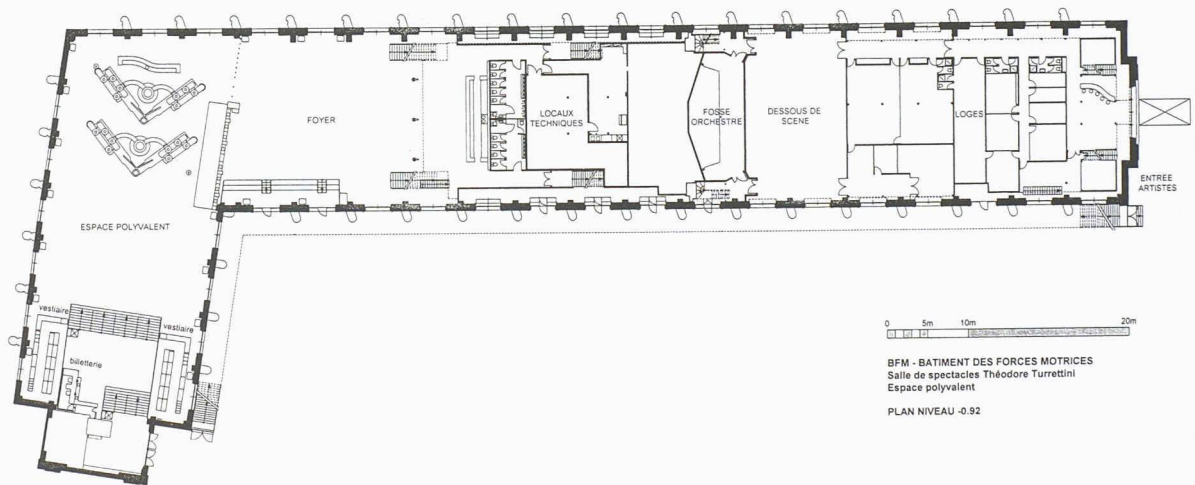 FOYER
LOCAUX
TECHNIQUES
FOSSE
ORCHESTRE
DESSOUS DE
SCENE
LOGES
ENTREE
ARTISTES
ESPACE POLYVALENT
vestiaire
vestiaire
billetterie
0 5m 10m 20m
BFM - BATIMENT DES FORCES MOTRICES
Salle de spectacles Théodore Turrettini
Espace polyvalent
PLAN NIVEAU -0.92